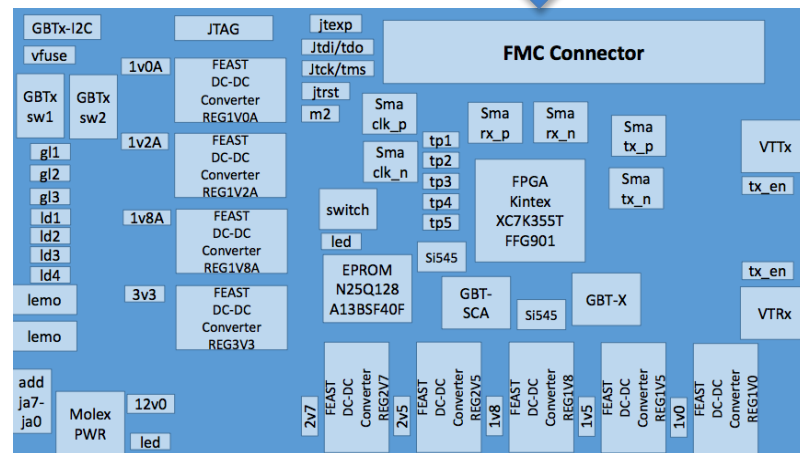 GBTx-I2C
vfuse
GBTx
sw1
GBTx
sw2
gl1
gl2
gl3
ld1
ld2
ld3
ld4
lemo
lemo
add
ja7-
ja0
Molex
PWR
12v0
led
JTAG
1v0A
FEAST
DC-DC
Converter
REG1V0A
1v2A
FEAST
DC-DC
Converter
REG1V2A
1v8A
FEAST
DC-DC
Converter
REG1V8A
3v3
FEAST
DC-DC
Converter
REG3V3
jtexp
Jtdi/tdo
Jtck/tms
jtrst
m2
FMC Connector
Sma
clk_p
Sma
clk_n
tp1
tp2
tp3
tp4
tp5
Sma
rx_p
Sma
rx_n
Sma
tx_p
Sma
tx_n
VTTx
tx_en
FPGA
Kintex
XC7K355T
FFG901
switch
led
EPROM
N25Q128
A13BSF40F
Si545
GBT-
SCA
Si545
GBT-X
tx_en
VTRx
2v7
FEAST
DC-DC
Converter
REG2V7
2v5
FEAST
DC-DC
Converter
REG2V5
1v8
FEAST
DC-DC
Converter
REG1V8
1v5
FEAST
DC-DC
Converter
REG1V5
1v0
FEAST
DC-DC
Converter
REG1V0